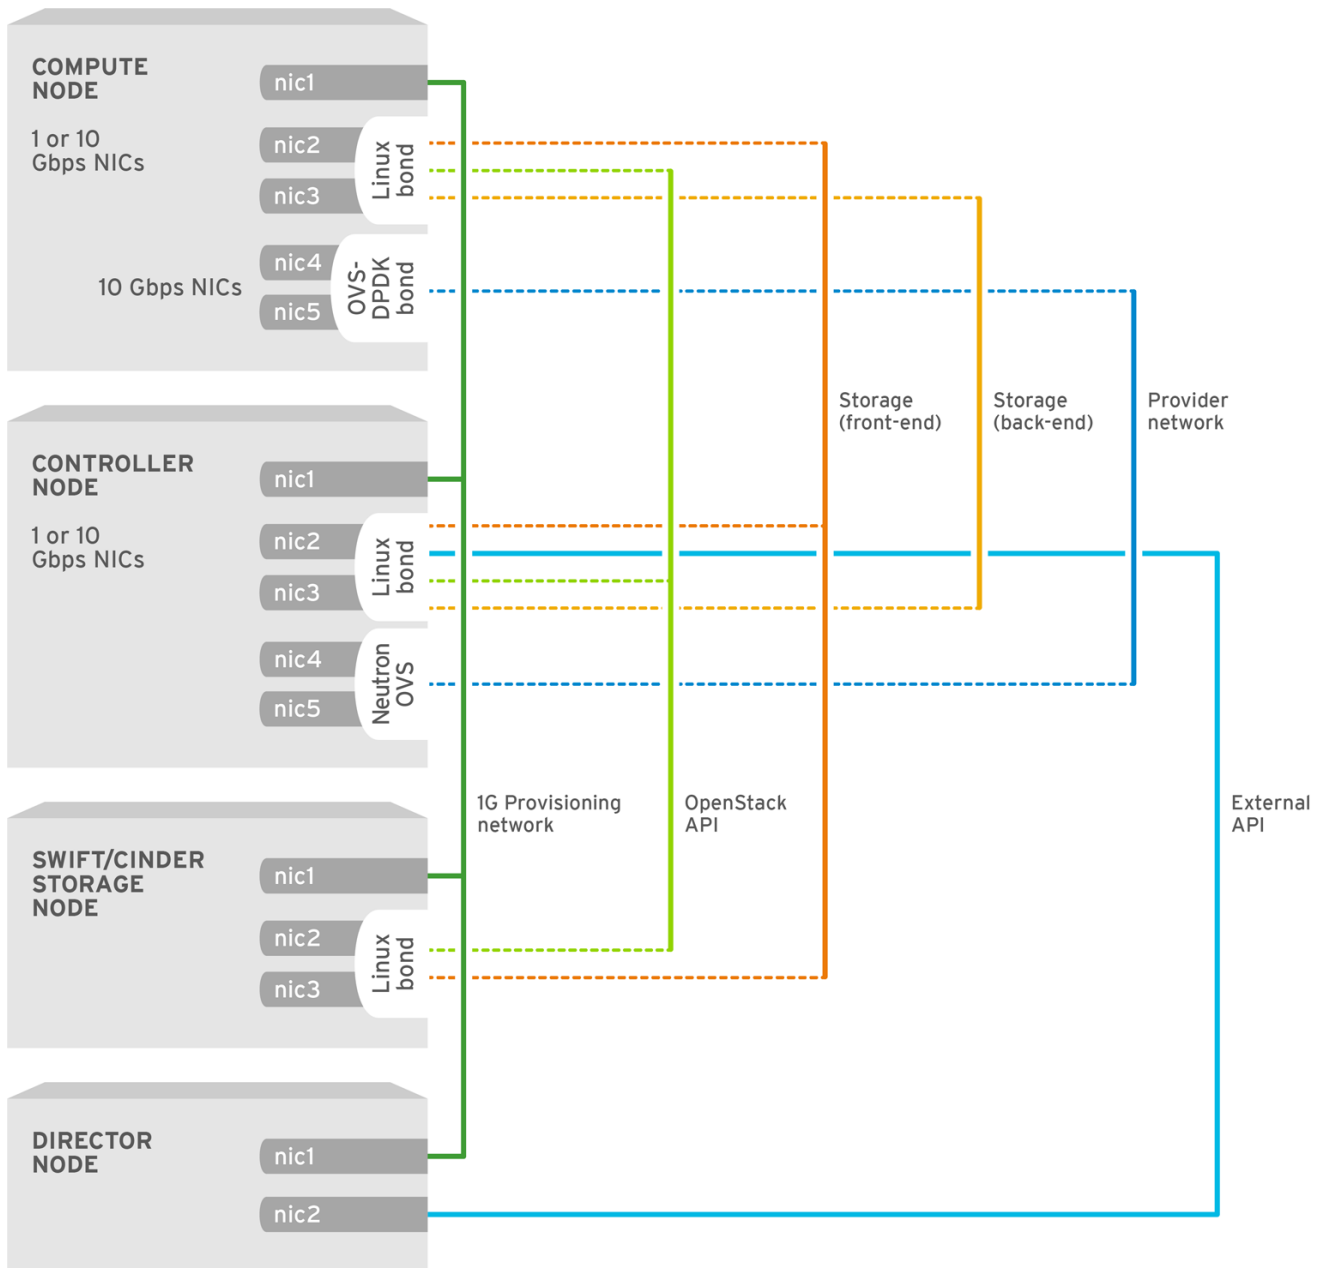 COMPUTE
NODE
1 or 10
Gbps NICs
10 Gbps NICs
nic1
nic2
nic3
nic4
nic5
Linux
bond
OVS-
DPDK
bond
Storage
(front-end)
Storage
(back-end)
Provider
network
CONTROLLER
NODE
1 or 10
Gbps NICs
nic1
nic2
nic3
nic4
nic5
Linux
bond
Neutron
OVS
1G Provisioning
network
OpenStack
API
External
API
SWIFT/CINDER
STORAGE
NODE
nic1
nic2
nic3
Linux
bond
DIRECTOR
NODE
nic1
nic2